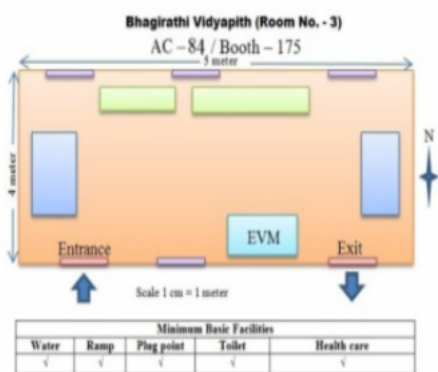 Bhagirathi Vidyapith (Room No. - 3)
AC – 84 / Booth – 175
5 meter
4 meter
N
EVM
Entrance
Exit
Scale 1 cm = 1 meter
Minimum Basic Facilities
Water Ramp Plug point Toilet Health care
√ √ √ √ √